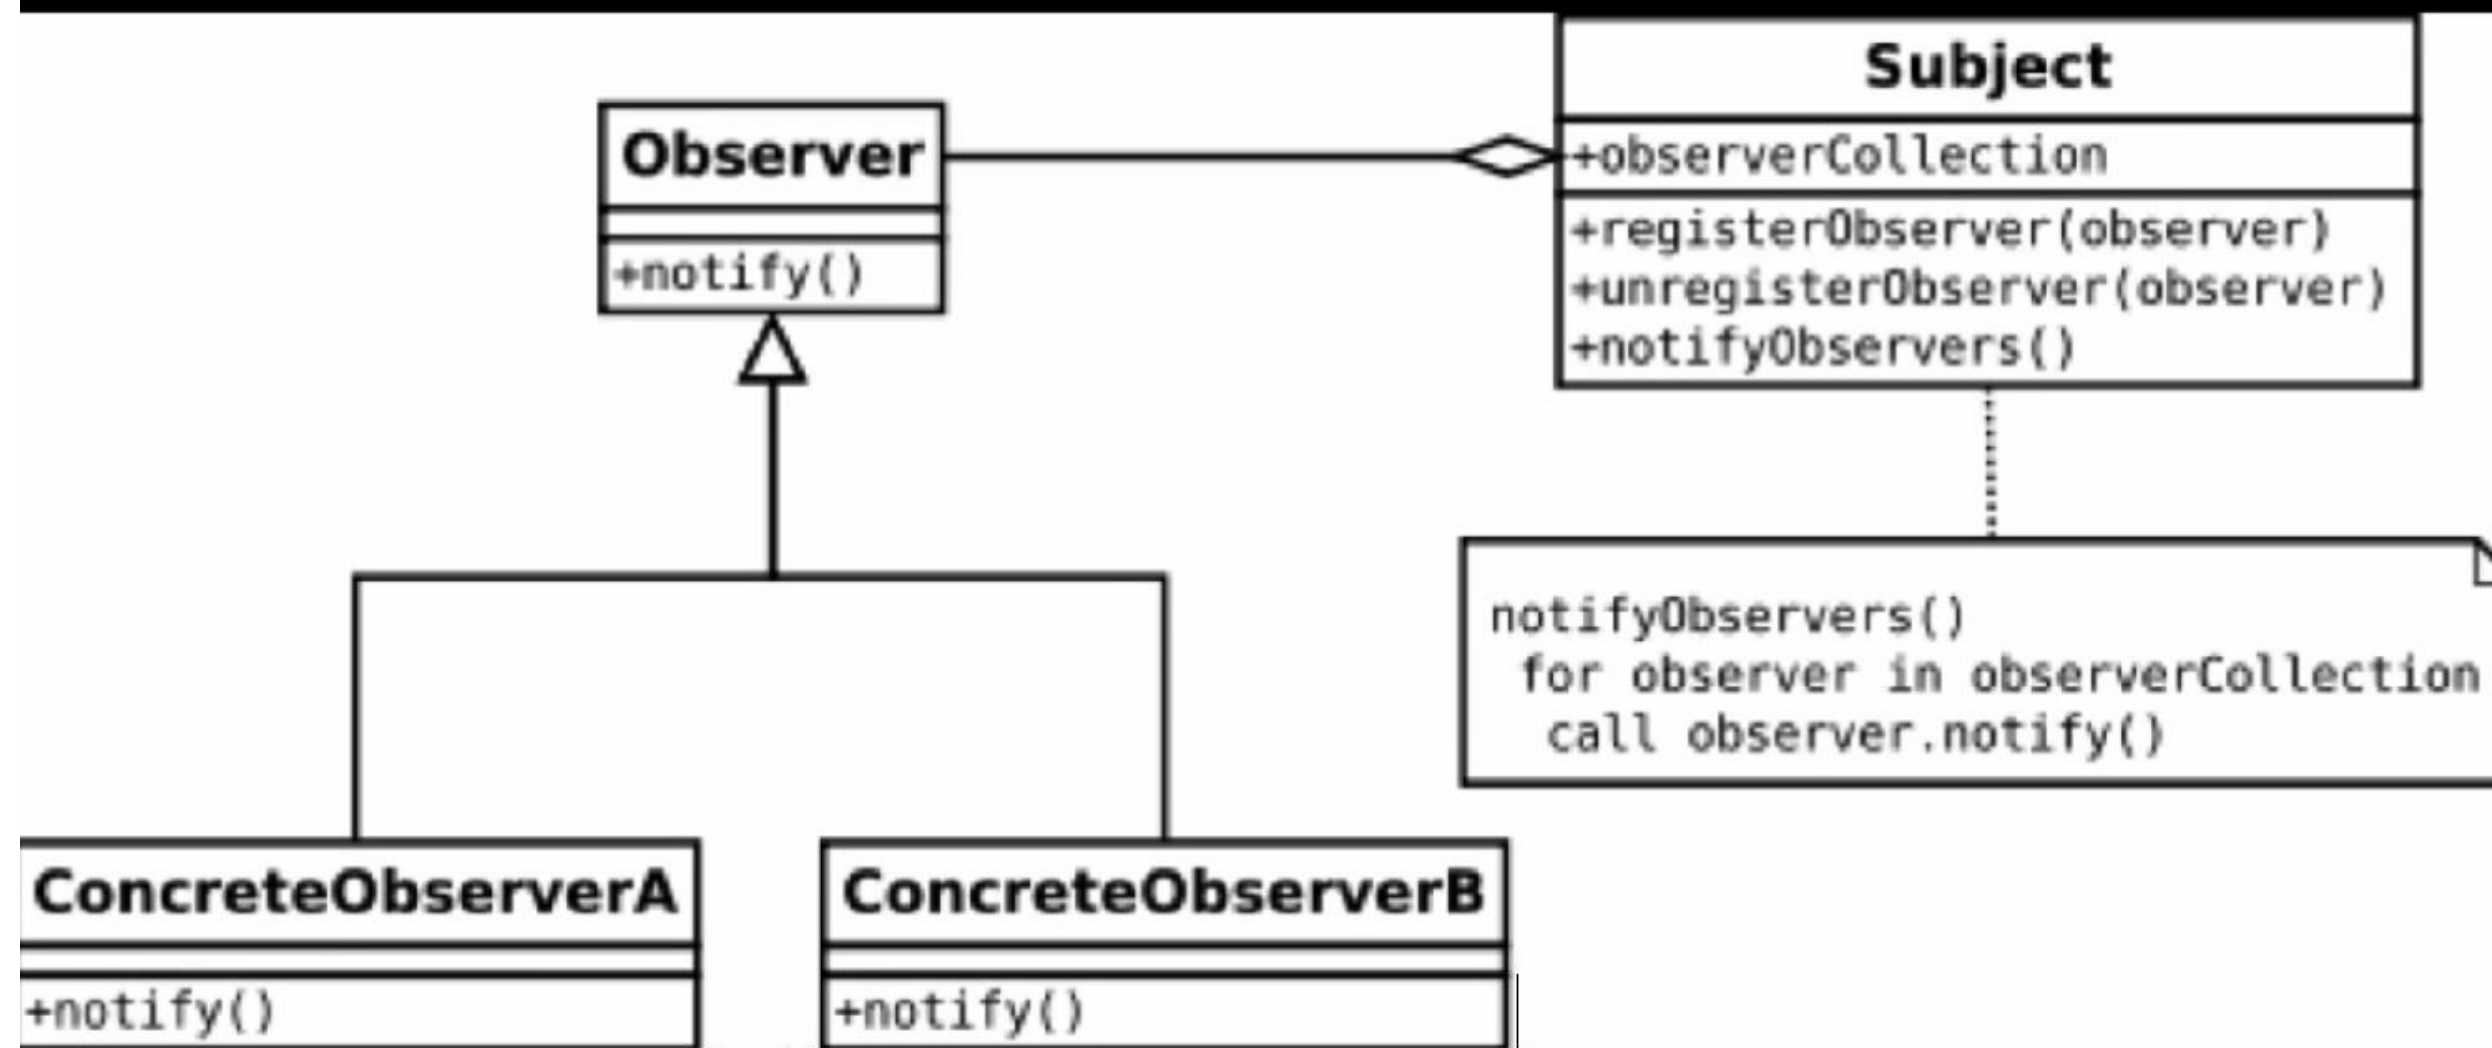 Subject
+observerCollection
+registerObserver(observer)
+unregisterObserver(observer)
+notifyObservers()
Observer
+notify()
notifyObservers()
for observer in observerCollection
call observer.notify()
ConcreteObserverA
+notify()
ConcreteObserverB
+notify()